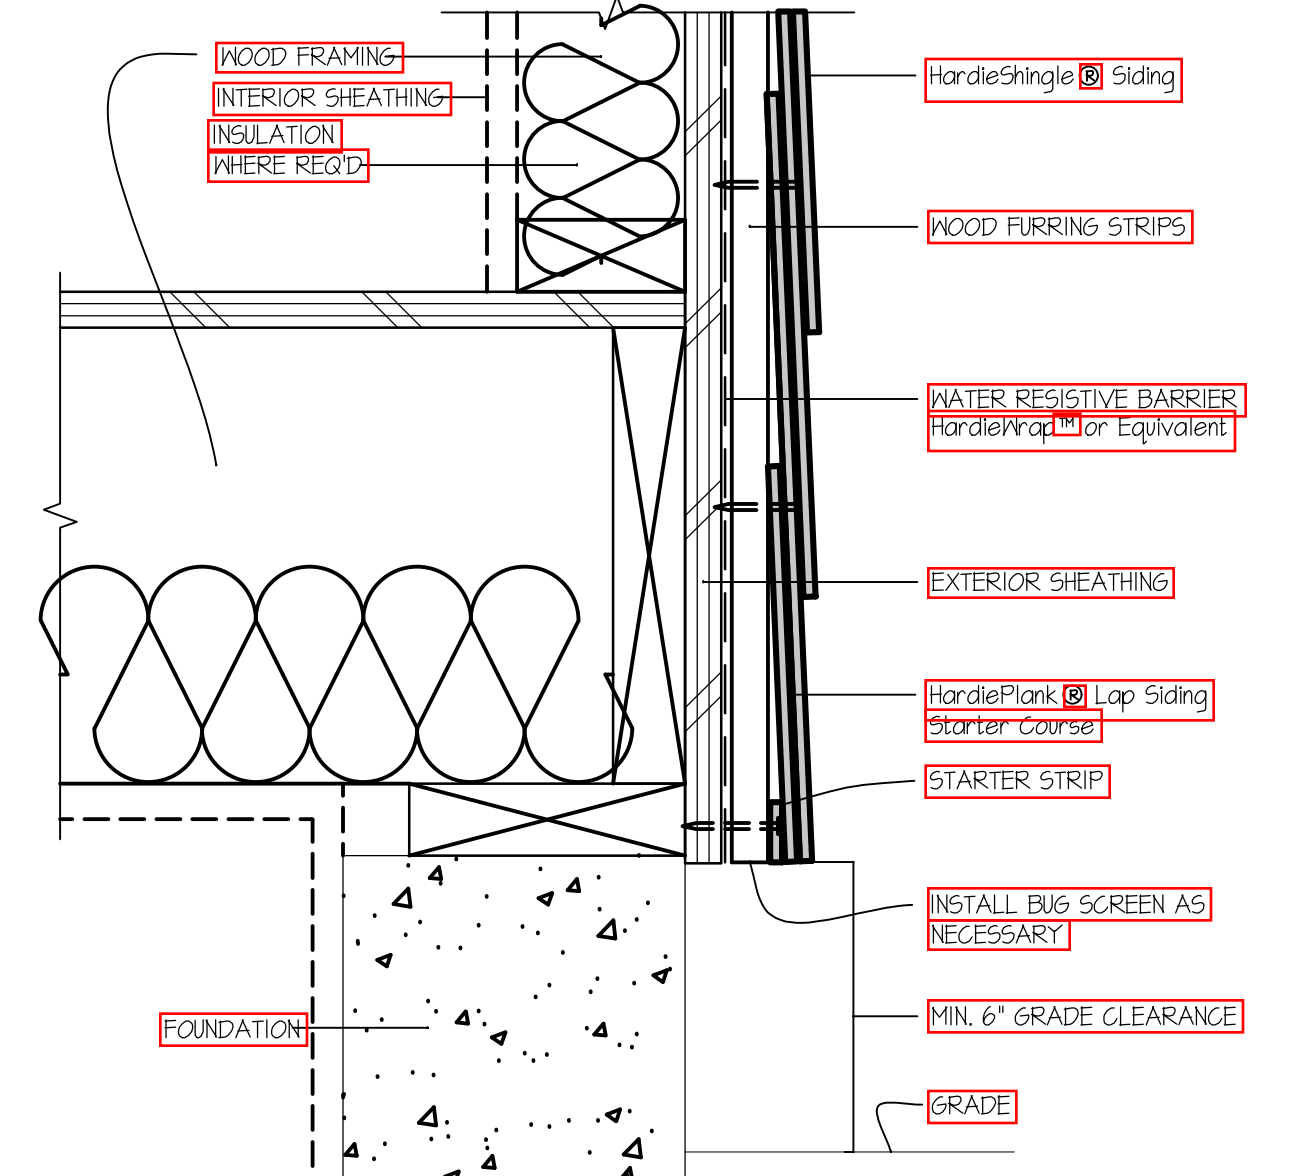 WOOD FRAMING
INTERIOR SHEATHING
INSULATION
WHERE REQ'D
HardieShingle® Siding
WOOD FURRING STRIPS
WATER RESISTIVE BARRIER
HardieWrap™ or Equivalent
EXTERIOR SHEATHING
HardiePlank® Lap Siding
Starter Course
STARTER STRIP
INSTALL BUG SCREEN AS
NECESSARY
FOUNDATION
MIN. 6" GRADE CLEARANCE
GRADE